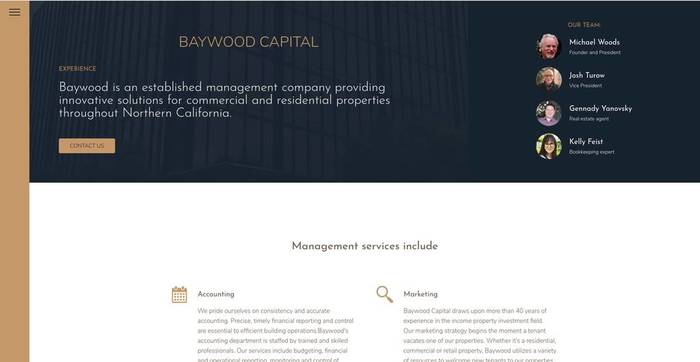 BAYWOOD CAPITAL
EXPERIENCE
Baywood is an established management company providing
innovative solutions for commercial and residential properties
throughout Northern California.
CONTACT US
OUR TEAM:
Michael Woods
Founder and President
Josh Turow
Vice President
Gennady Yanovsky
Real estate agent
Kelly Feist
Bookkeeping expert
Management services include
Accounting
We pride ourselves on consistency and accurate
accounting. Precise, timely financial reporting and control
are essential to efficient building operations.Baywood's
accounting department is staffed by trained and skilled
professionals. Our services include budgeting, financial
and operational reporting, monitoring and control of
Marketing
Baywood Capital draws upon more than 40 years of
experience in the income property investment field.
Our marketing strategy begins the moment a tenant
vacates one of our properties. Whether it's a residential,
commercial or retail property, Baywood utilizes a variety
of resources to welcome new tenants to our properties